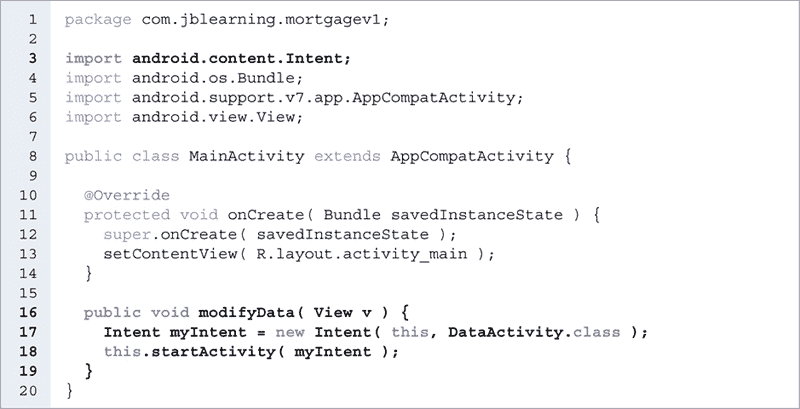 1 package com.jblearning.mortgagev1;
2
3 import android.content.Intent;
4 import android.os.Bundle;
5 import android.support.v7.app.AppCompatActivity;
6 import android.view.View;
7
8 public class MainActivity extends AppCompatActivity {
9
10 @Override
11 protected void onCreate( Bundle savedInstanceState ) {
12 super.onCreate( savedInstanceState );
13 setContentView( R.layout.activity_main );
14 }
15
16 public void modifyData( View v ) {
17 Intent myIntent = new Intent( this, DataActivity.class );
18 this.startActivity( myIntent );
19 }
20 }